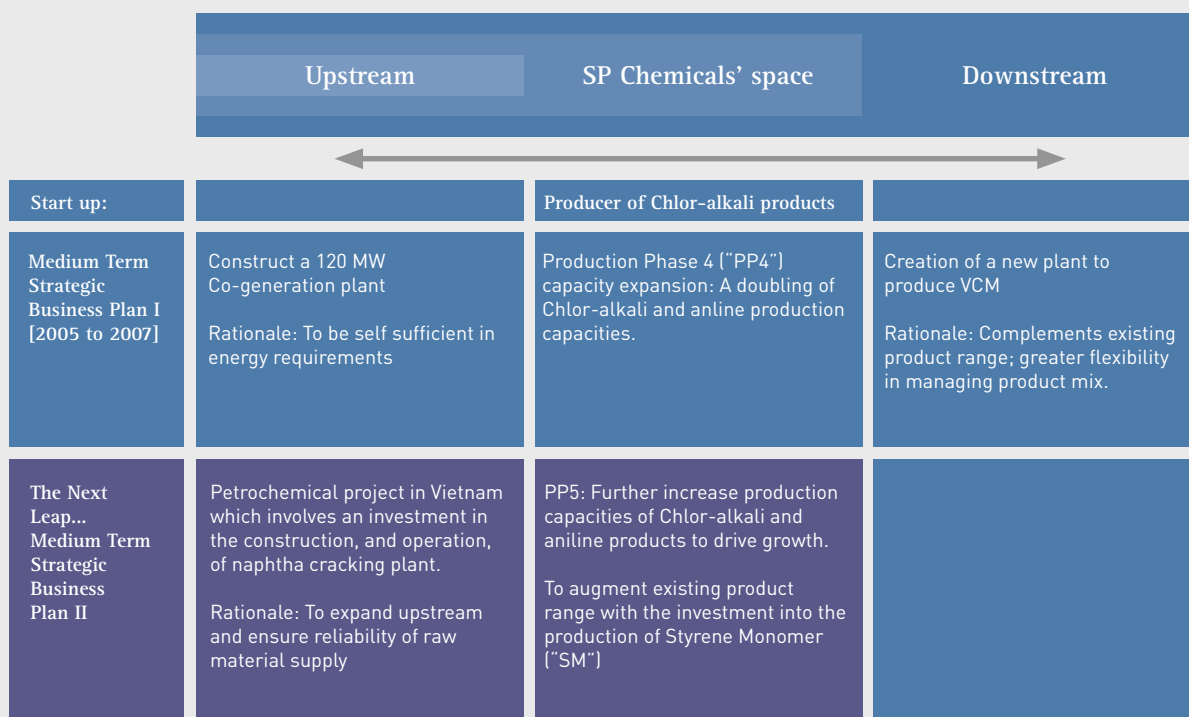 Upstream
SP Chemicals’ space
Downstream
Start up:
Producer of Chlor-alkali products
Medium Term
Strategic
Business Plan I
[2005 to 2007]
Construct a 120 MW
Co-generation plant
Rationale: To be self sufficient in
energy requirements
Production Phase 4 (“PP4”)
capacity expansion: A doubling of
Chlor-alkali and anline production
capacities.
Creation of a new plant to
produce VCM
Rationale: Complements existing
product range; greater flexibility
in managing product mix.
The Next
Leap...
Medium Term
Strategic
Business
Plan II
Petrochemical project in Vietnam
which involves an investment in
the construction, and operation,
of naphtha cracking plant.
Rationale: To expand upstream
and ensure reliability of raw
material supply
PP5: Further increase production
capacities of Chlor-alkali and
aniline products to drive growth.
To augment existing product
range with the investment into the
production of Styrene Monomer
(“SM”)